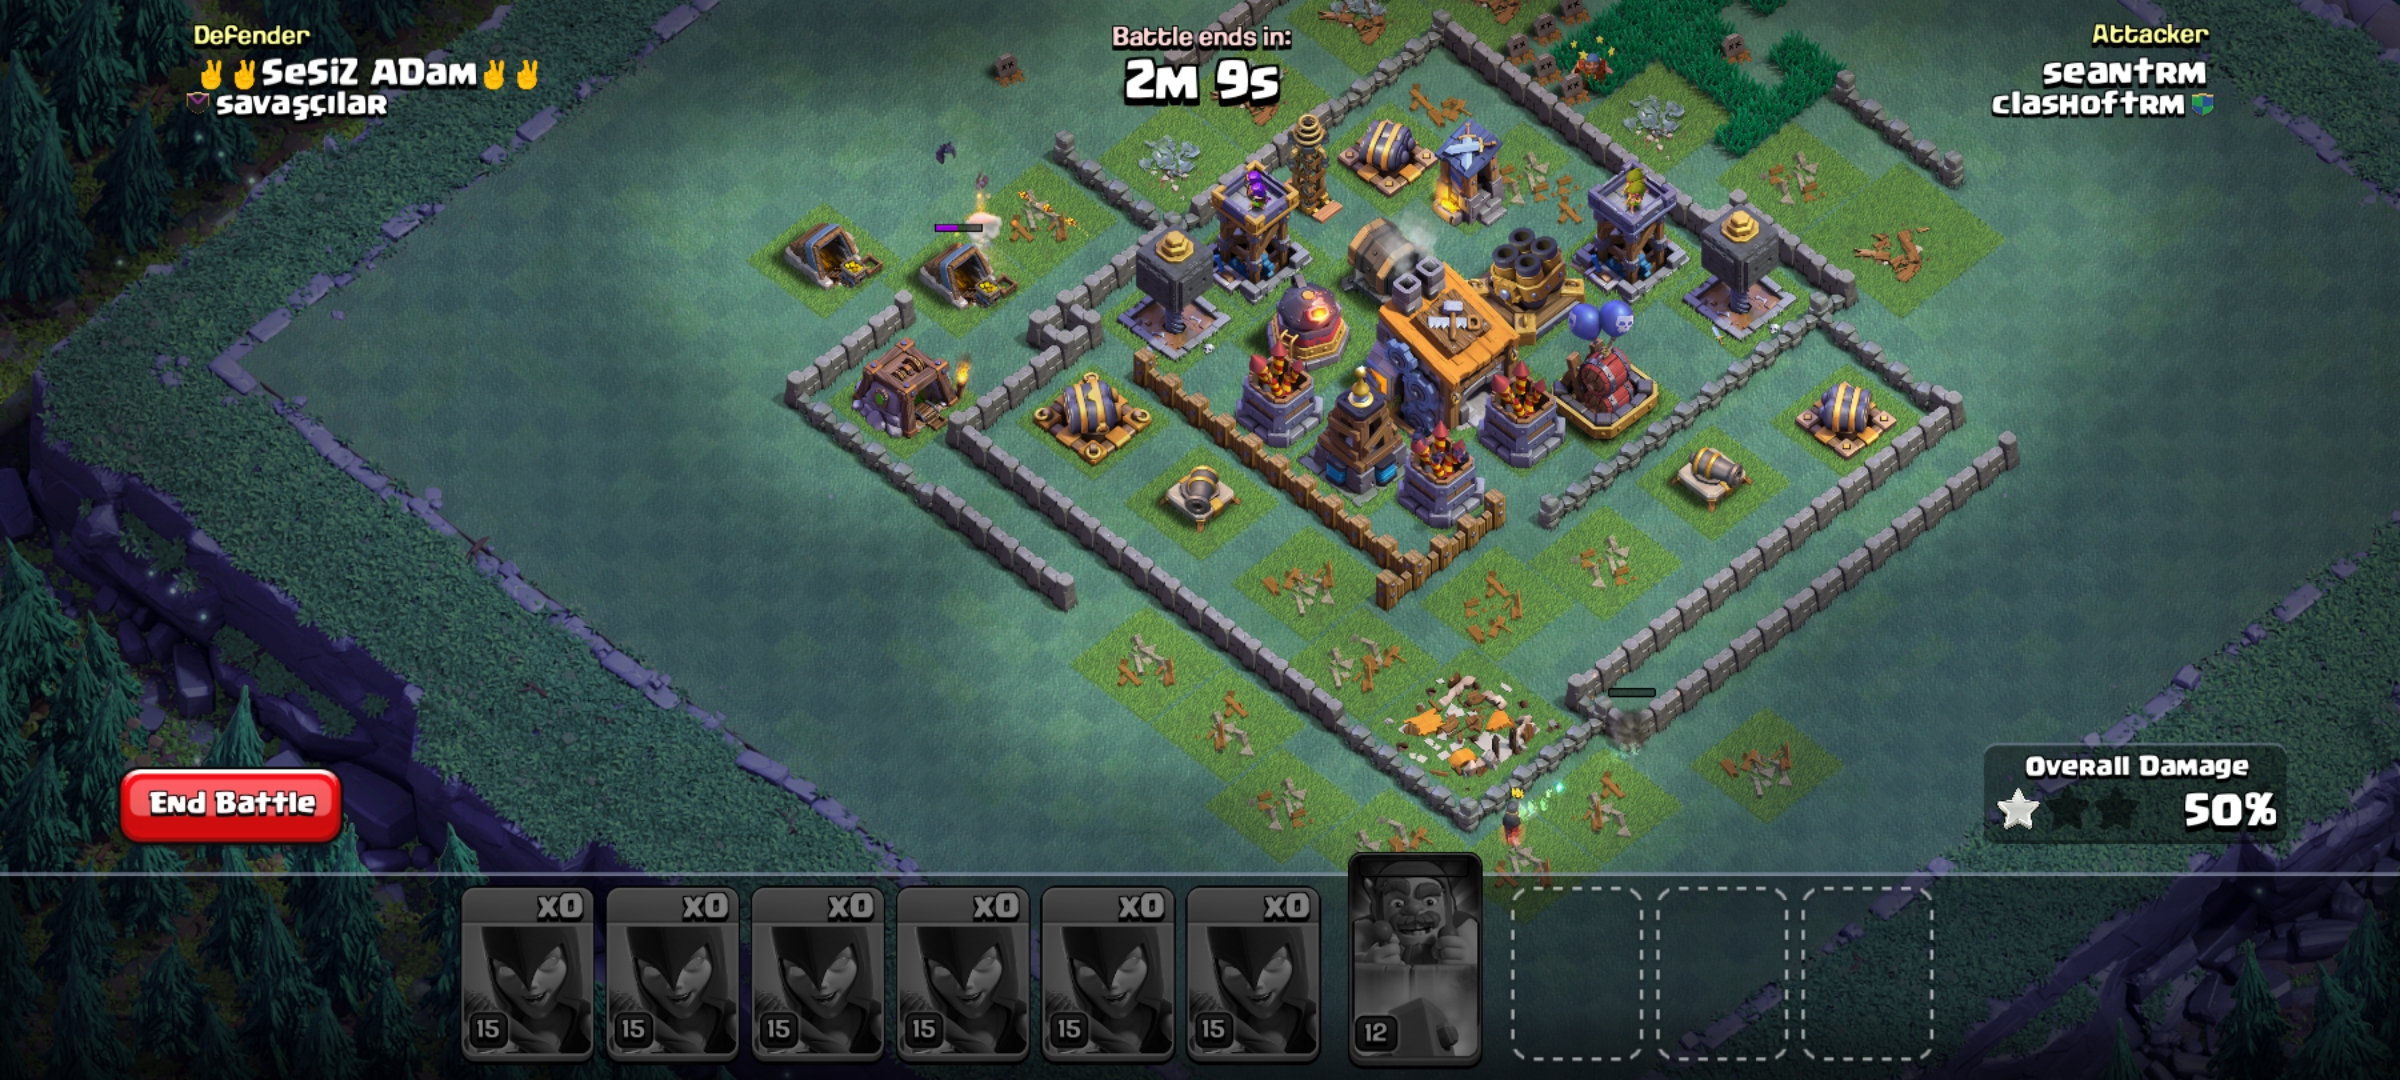 Defender
✌✌SeSiZ ADam✌✌
savaşçılar
Battle ends in:
2M 9s
Attacker
seantRM
clashoftRM
Overall Damage
50%
End Battle
x0 x0 x0 x0 x0 x0
15 15 15 15 15 15 12